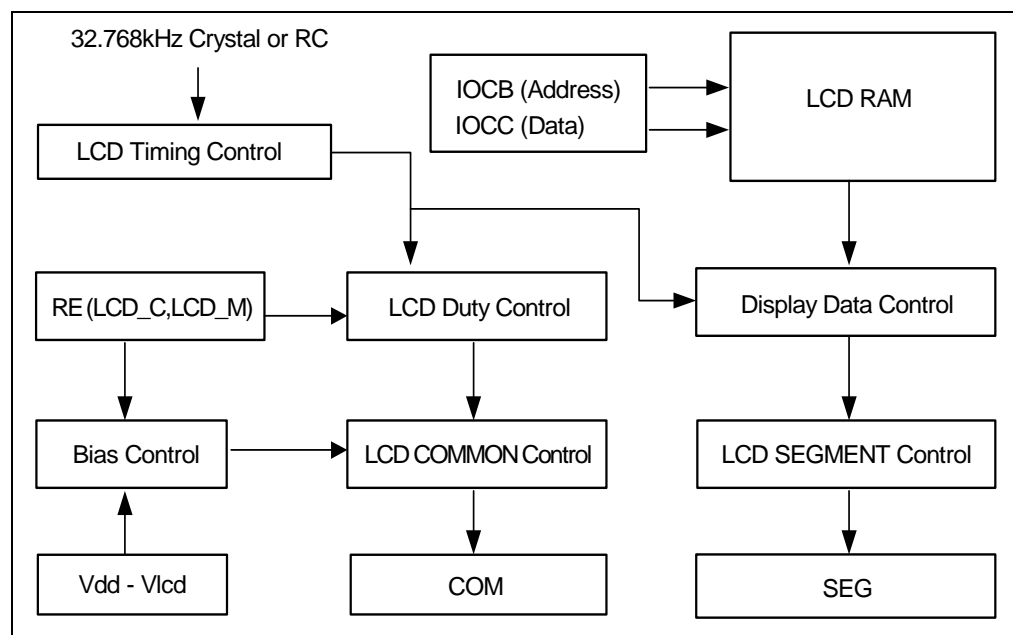 32.768kHz Crystal or RC
IOCB (Address)
IOCC (Data)
LCD RAM
LCD Timing Control
RE (LCD_C,LCD_M)
LCD Duty Control
Display Data Control
Bias Control
LCD COMMON Control
LCD SEGMENT Control
Vdd - Vlcd
COM
SEG